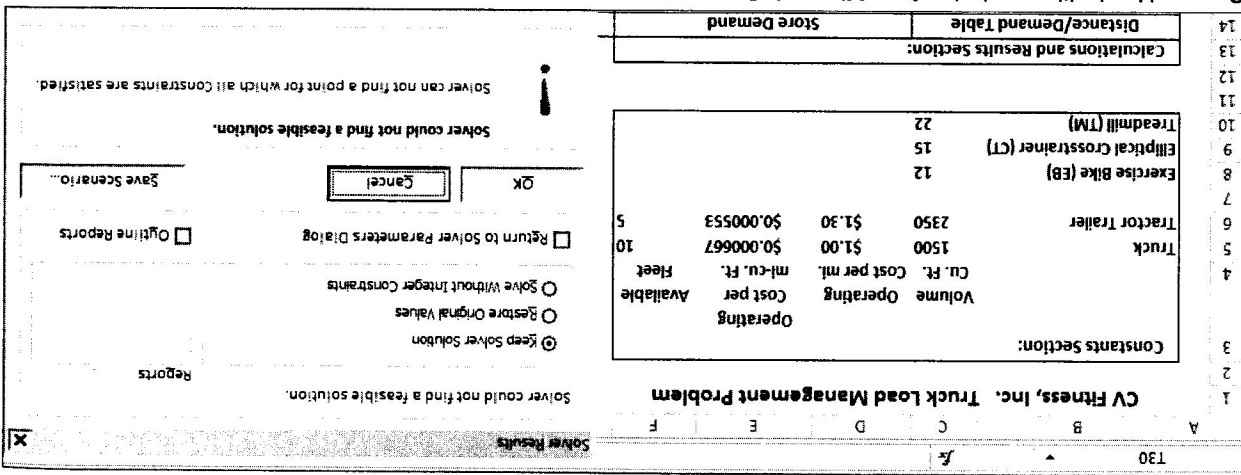 T30 fx
A B C D E F
1 CV Fitness, Inc. Truck Load Management Problem
2
3 Constants Section:
4 Volume Cu. Ft. Operating Cost per mi. Operating Cost per mi-cu. Ft. Available Fleet
5 Truck 1500 $1.00 $0.000667 10
6 Tractor Trailer 2350 $1.30 $0.000553 5
7
8 Exercise Bike (EB) 12
9 Elliptical Crosstrainer (CT) 15
10 Treadmill (TM) 22
11
12
13 Calculations and Results Section:
14 Distance/Demand Table Store Demand
Solver Results
Solver could not find a feasible solution.
Reports
Keep Solver Solution
Restore Original Values
Solve Without Integer Constraints
Return to Solver Parameters Dialog
Outline Reports
OK
Cancel
Save Scenario...
Solver could not find a feasible solution.
Solver can not find a point for which all Constraints are satisfied.